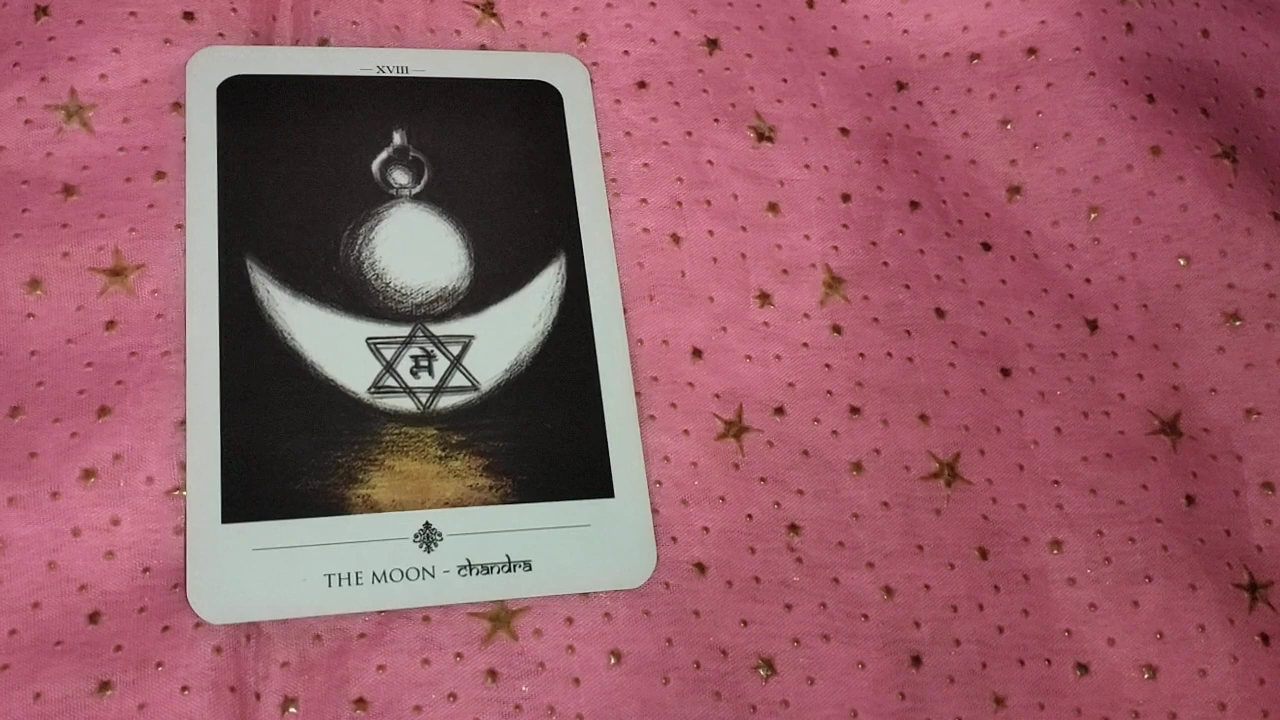 — XVIII —
में
THE MOON - chandra